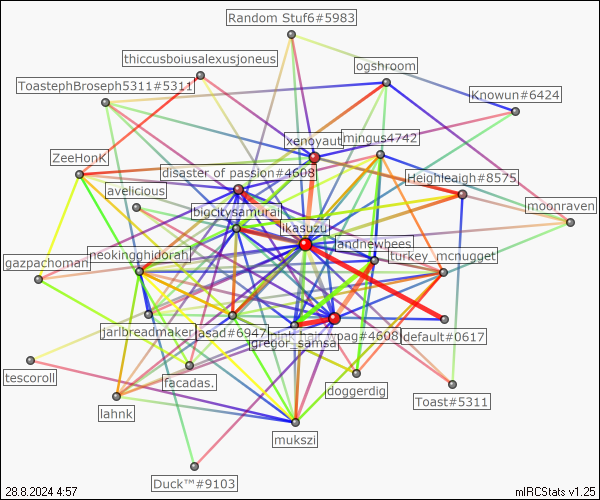 Random Stuf6#5983
thiccusboiusalexusjoneus
ogshroom
ToastephBroseph5311#5311
Knowun#6424
xenoyaut
mingus4742
ZeeHonK
disaster of passion#4608
Heighleaigh#8575
avelicious
moonraven
bigcitysamurai
ikasuzu
andnewbees
neokingghidorah
turkey_mcnugget
gazpachoman
jarlbreadmaker
asad#6947
pag#4608
default#0617
gregor_samsa
tescoroll
facadas.
doggerdig
Toast#5311
lahnk
mukszi
Duck™#9103
28.8.2024 4:57
mIRCStats v1.25